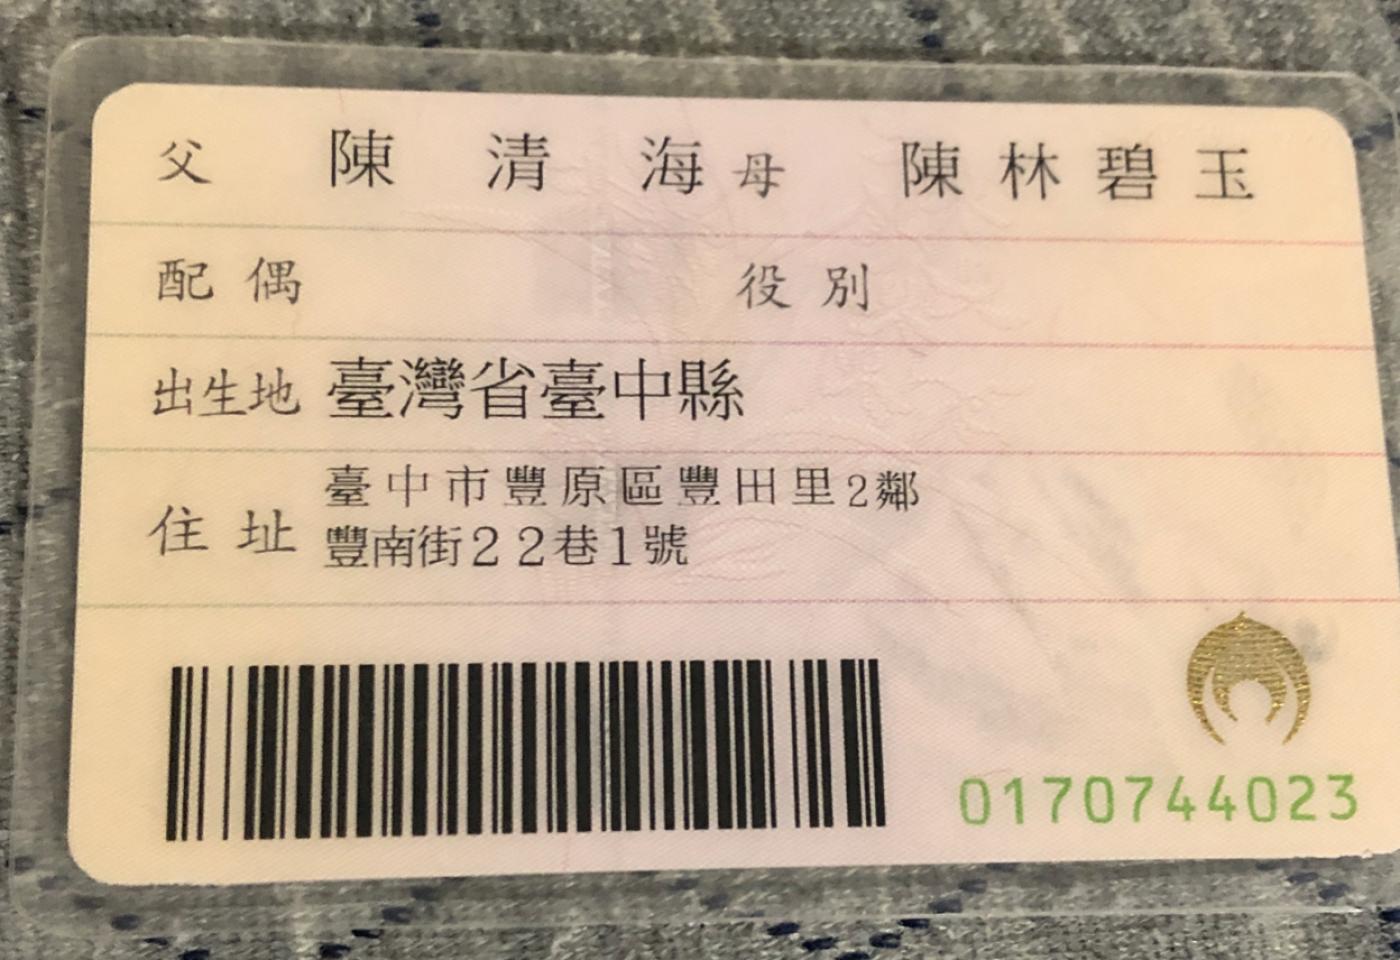 父 陳清海 母 陳林碧玉
配偶 役別
出生地 臺灣省臺中縣
住址 臺中市豐原區豐田里2鄰
豐南街22巷1號
0170744023